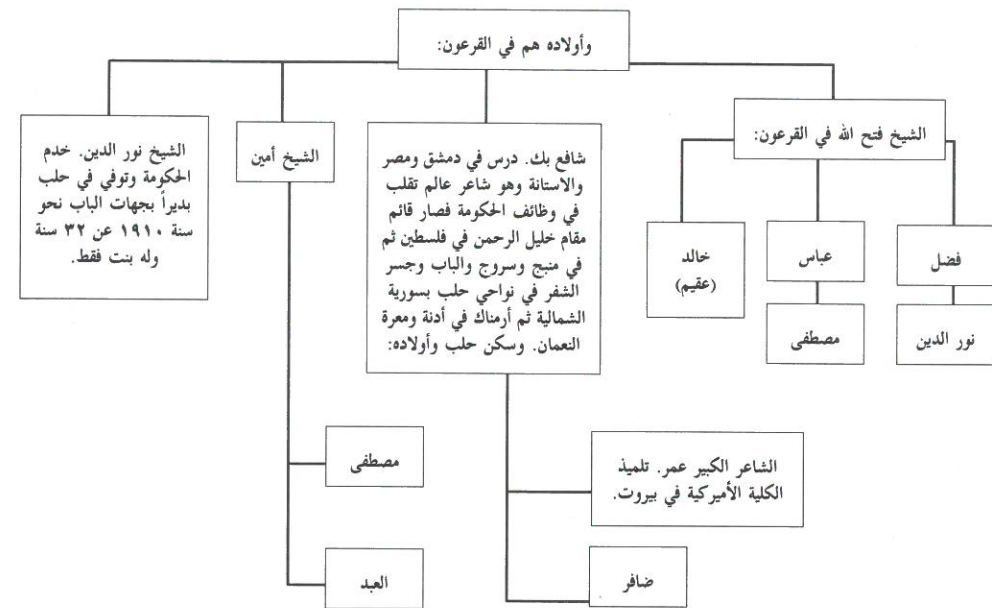 وأولاده هم في القرعون:
الشيخ فتح الله في القرعون:
فضل
نور الدين
عباس
مصطفى
خالد
(عقيم)
شافع بك. درس في دمشق ومصر
والاستانة وهو شاعر عالم تقلب
في وظائف الحكومة فصار قائم
مقام خليل الرحمن في فلسطين ثم
في منبج وسروج والباب وجسر
الشفر في نواحي حلب بسورية
الشمالية ثم أرمناك في أدنة ومعرة
النعمان. وسكن حلب وأولاده:
الشاعر الكبير عمر. تلميذ
الكلية الأميركية في بيروت.
ضافر
الشيخ أمين
مصطفى
العبد
الشيخ نور الدين. خدم
الحكومة وتوفي في حلب
بديراً بجهات الباب نحو
سنة ١٩١٠ عن ٣٢ سنة
وله بنت فقط.